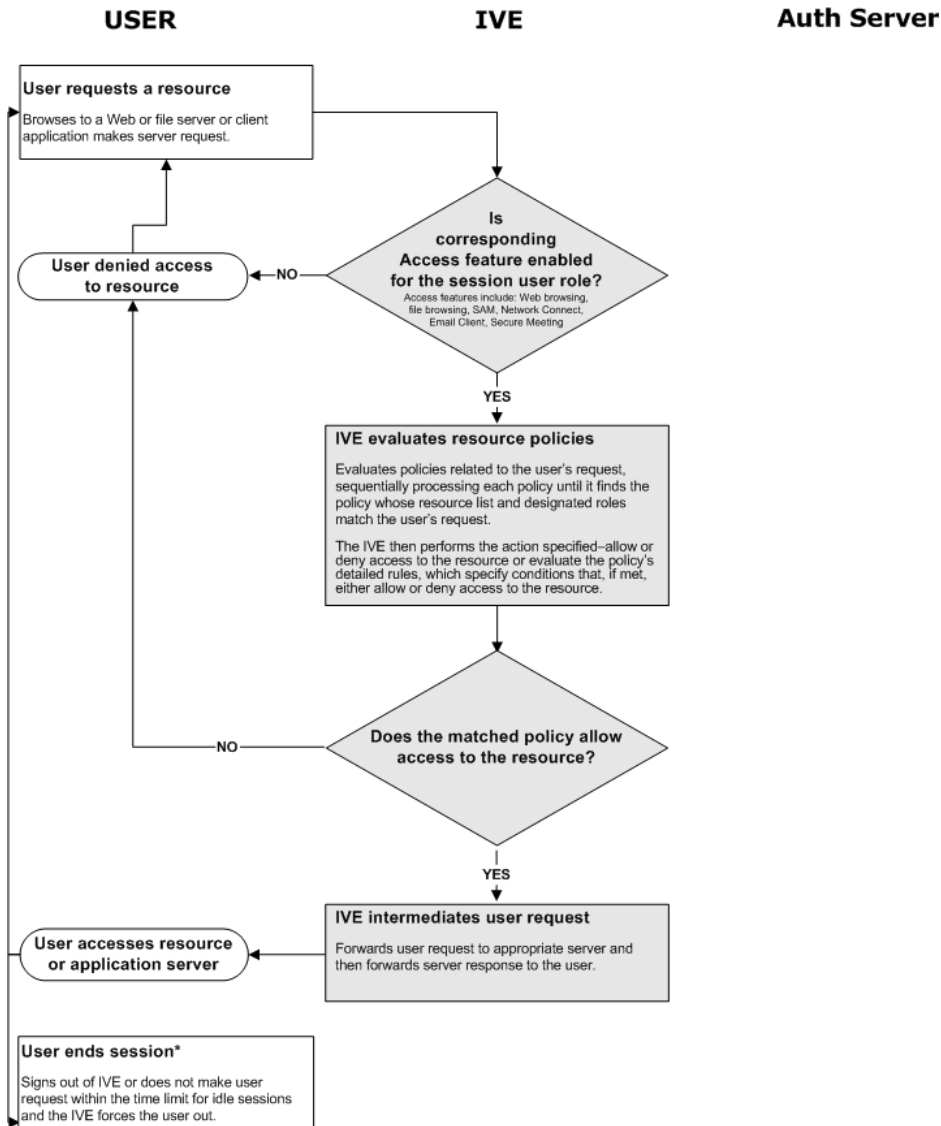 USER
IVE
Auth Server
User requests a resource
Browses to a Web or file server or client
application makes server request.
Is
corresponding
Access feature enabled
for the session user role?
Access features include: Web browsing,
file browsing, SAM, Network Connect,
Email Client, Secure Meeting
NO
User denied access
to resource
YES
IVE evaluates resource policies
Evaluates policies related to the user's request,
sequentially processing each policy until it finds the
policy whose resource list and designated roles
match the user's request.
The IVE then performs the action specified–allow or
deny access to the resource or evaluate the policy's
detailed rules, which specify conditions that, if met,
either allow or deny access to the resource.
Does the matched policy allow
access to the resource?
NO
YES
IVE intermediates user request
Forwards user request to appropriate server and
then forwards server response to the user.
User accesses resource
or application server
User ends session*
Signs out of IVE or does not make user
request within the time limit for idle sessions
and the IVE forces the user out.